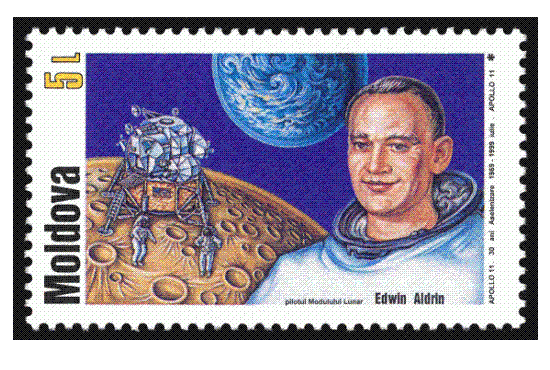 5 L
Moldova
pilotul Modulului Lunar Edwin Aldrin
APOLLO 11 . 30 ani Aselenizare 1969 - 1999 iulie . APOLLO 11 *